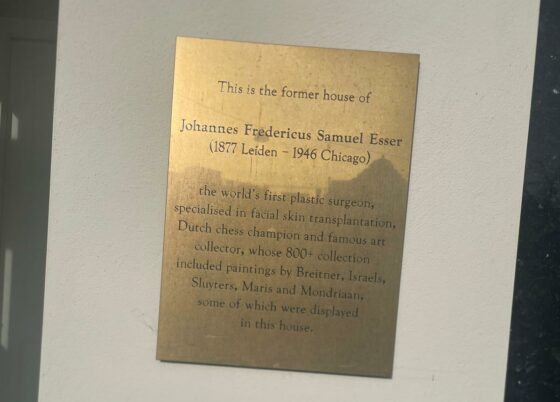 This is the former house of
Johannes Fredericus Samuel Esser
(1877 Leiden – 1946 Chicago)
the world's first plastic surgeon,
specialised in facial skin transplantation,
Dutch chess champion and famous art
collector, whose 800+ collection
included paintings by Breitner, Israels,
Sluyters, Maris and Mondriaan,
some of which were displayed
in this house.